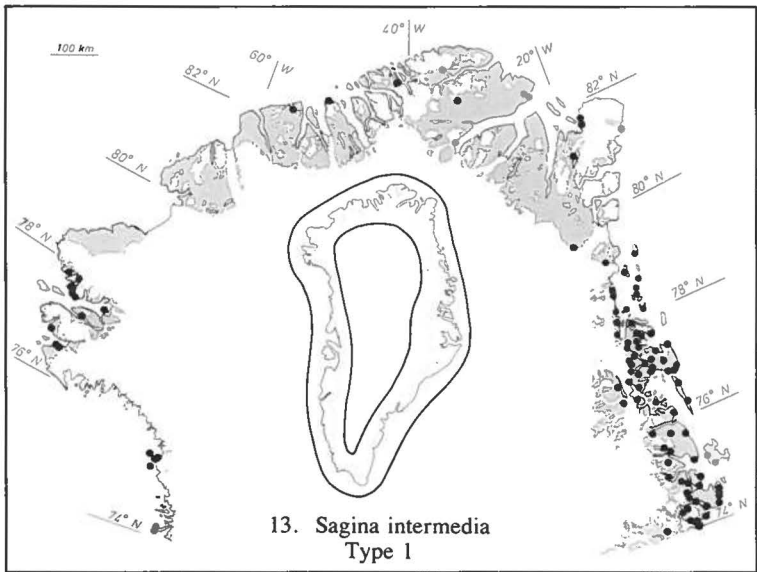 100 km
40° W
60° W
20° W
82° N
82° N
80° N
80° N
78° N
78° N
76° N
76° N
74° N
74° N
13. Sagina intermedia
Type 1